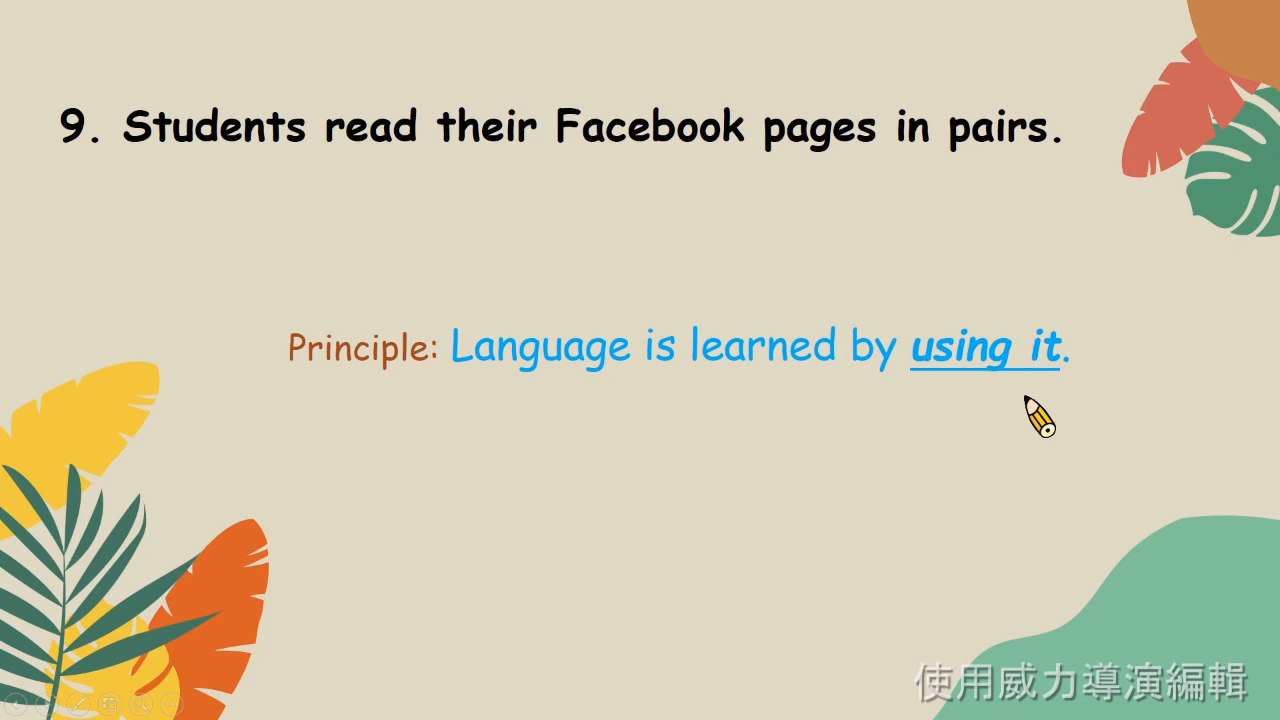 9. Students read their Facebook pages in pairs.
Principle: Language is learned by using it.
使用威力導演編輯